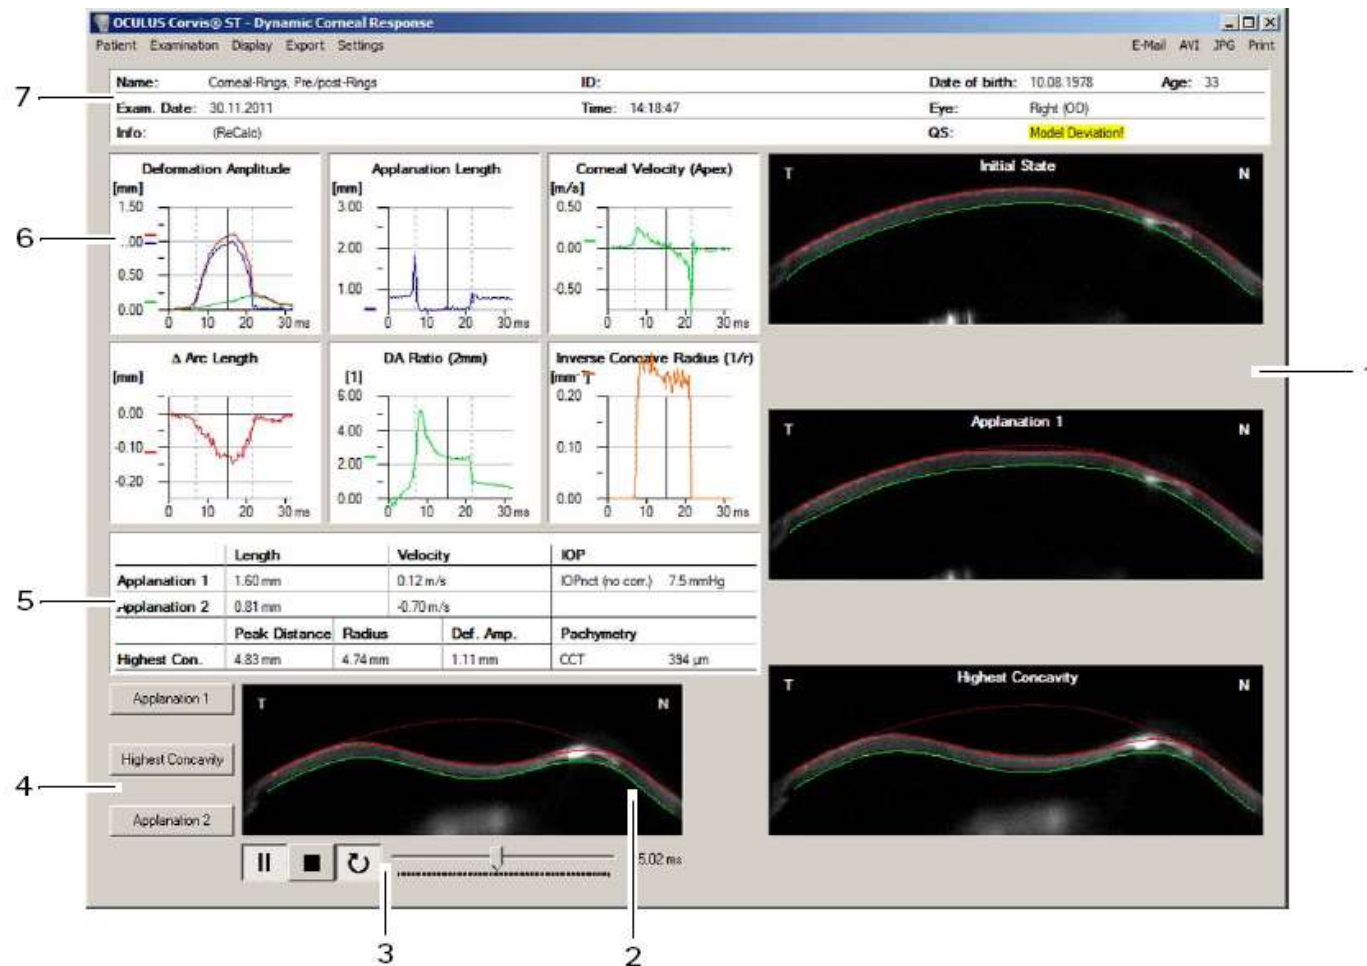 OCULUS Corvis® ST - Dynamic Corneal Response
Patient Examination Display Export Settings E-Mail AVI JPG Print
Name: Corneal-Rings, Pre/post-Rings ID: Date of birth: 10.08.1978 Age: 33
7
Exam. Date: 30.11.2011 Time: 14:18:47 Eye: Right (OD)
Info: (ReCalc) QS: Model Deviation!
Deformation Amplitude
[mm]
1.50
6
.00
0.50
0.00
0 10 20 30 ms
Applanation Length
[mm]
3.00
2.00
1.00
0 10 20 30 ms
Corneal Velocity (Apex)
[m/s]
0.50
0.00
-0.50
0 10 20 30 ms
T Initial State N
Δ Arc Length
[mm]
0.00
-0.10
-0.20
0 10 20 30 ms
DA Ratio (2mm)
[1]
6.00
4.00
2.00
0.00
0 10 20 30 ms
Inverse Concave Radius (1/r)
[mm⁻¹]
0.20
0.10
0.00
0 10 20 30 ms
T Applanation 1 N
Length Velocity IOP
Applanation 1 1.60 mm 0.12 m/s IOPnct (no corr.) 7.5 mmHg
5
Applanation 2 0.81 mm -0.70 m/s
Peak Distance Radius Def. Amp. Pachymetry
Highest Con. 4.83 mm 4.74 mm 1.11 mm CCT 394 µm
T Highest Concavity N
Applanation 1
T N
Highest Concavity
4
Applanation 2
5.02 ms
3
2